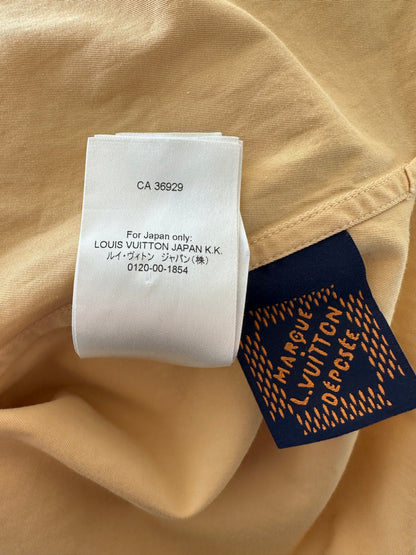 CA 36929
For Japan only:
LOUIS VUITTON JAPAN K.K.
ルイ・ヴィトン ジャパン(株)
0120-00-1854
MARQUE
L.VUITTON
DÉPOSÉE